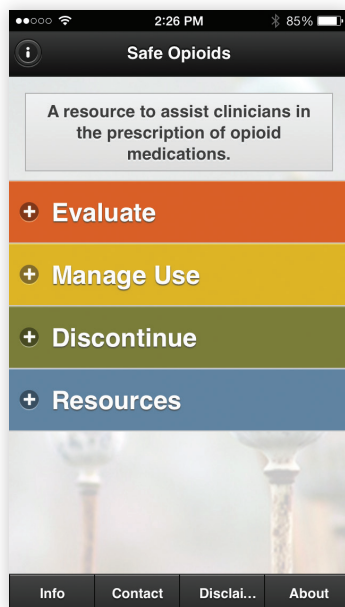 2:26 PM 85%
Safe Opioids
A resource to assist clinicians in
the prescription of opioid
medications.
Evaluate
Manage Use
Discontinue
Resources
Info Contact Disclai... About